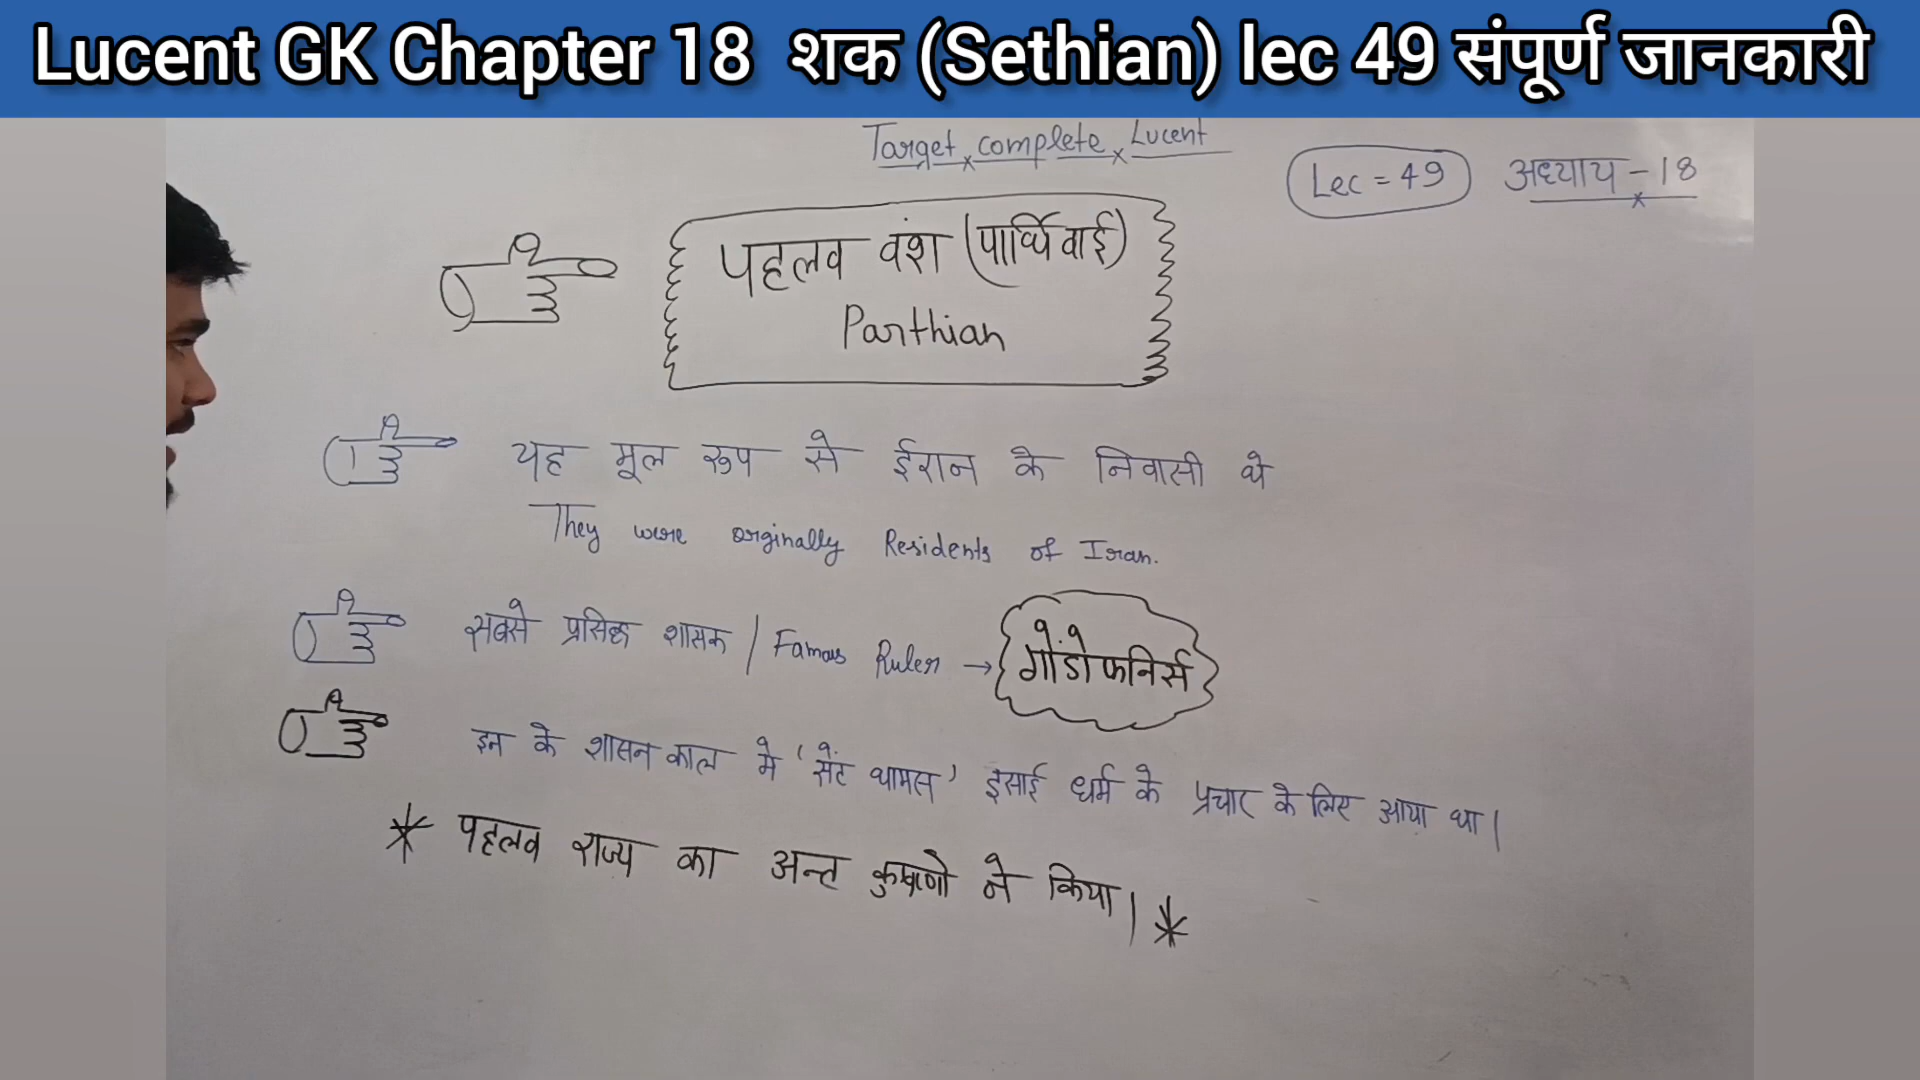 Lucent GK Chapter 18 शक (Sethian) lec 49 संपूर्ण जानकारी
Target complete Lucent
Lec = 49 अध्याय - 18
पहलव वंश (पार्थिवाई)
Parthian
यह मूल रूप से ईरान के निवासी थे
They were orginally Residents of Iran.
सबसे प्रसिद्ध शासक / Famous Ruler → गोंडोफर्निस
इन के शासन काल मे 'सेंट थामस' इसाई धर्म के प्रचार के लिए आया था।
* पहलव राज्य का अन्त कुषाणो ने किया। *